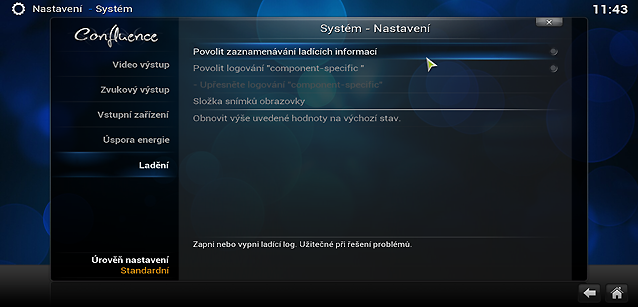 Nastavení - Systém
11:43
Confluence
Systém - Nastavení
Video výstup
Zvukový výstup
Vstupní zařízení
Úspora energie
Ladění
Povolit zaznamenávání ladících informací
Povolit logování "component-specific "
- Upřesněte logování "component-specific"
Složka snímků obrazovky
Obnovit výše uvedené hodnoty na výchozí stav.
Zapni nebo vypni ladící log. Užitečné při řešení problémů.
Úrověň nastavení
Standardní